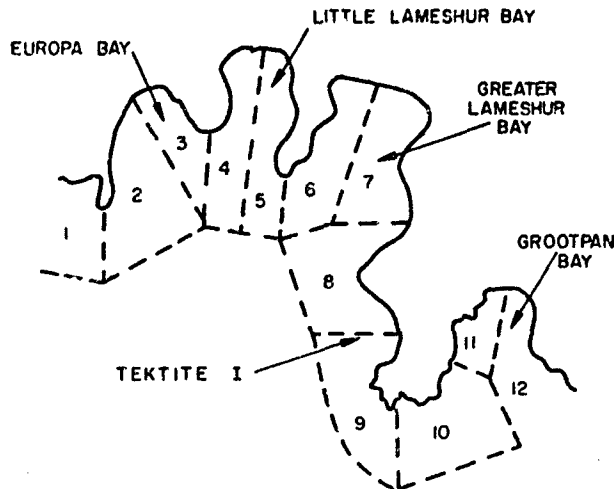 LITTLE LAMESHUR BAY
EUROPA BAY
GREATER
LAMESHUR
BAY
3
4
5
6
7
2
1
GROOTPAN
BAY
8
11
TEKTITE I
12
9
10